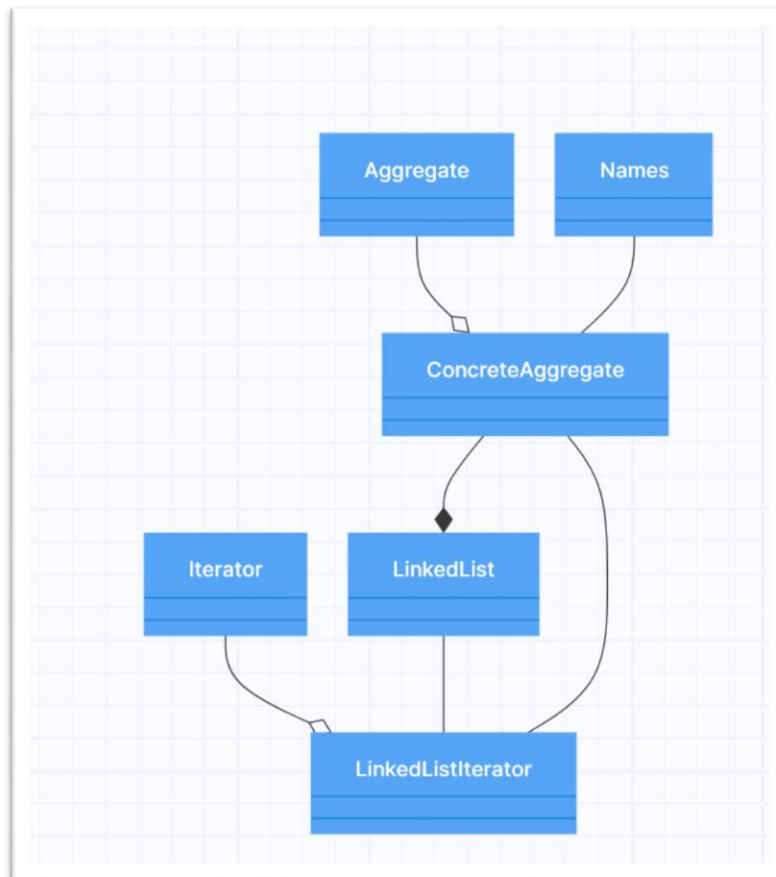 Aggregate
Names
ConcreteAggregate
Iterator
LinkedList
LinkedListIterator